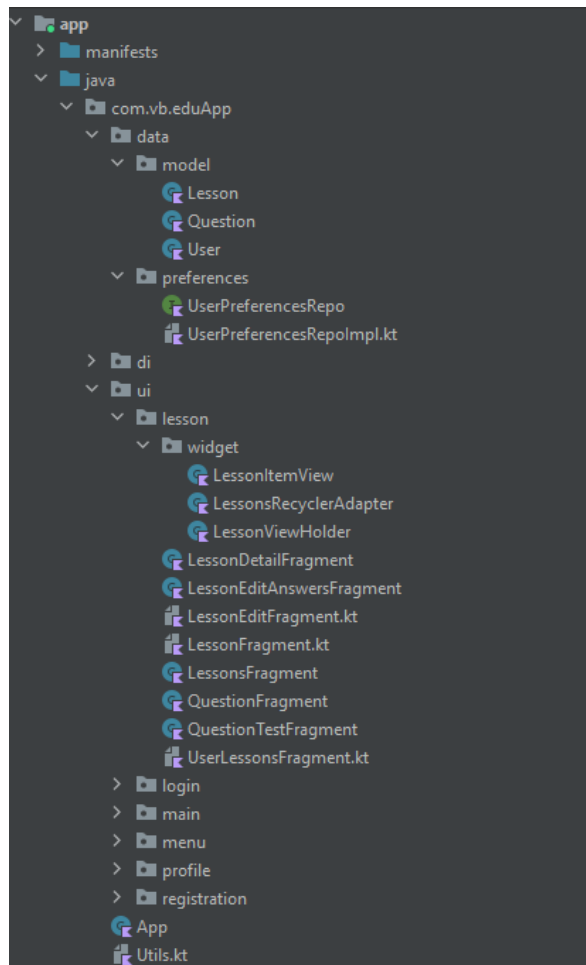 app
manifests
java
com.vb.eduApp
data
model
Lesson
Question
User
preferences
UserPreferencesRepo
UserPreferencesRepoImpl.kt
di
ui
lesson
widget
LessonItemView
LessonsRecyclerAdapter
LessonViewHolder
LessonDetailFragment
LessonEditAnswersFragment
LessonEditFragment.kt
LessonFragment.kt
LessonsFragment
QuestionFragment
QuestionTestFragment
UserLessonsFragment.kt
login
main
menu
profile
registration
App
Utils.kt